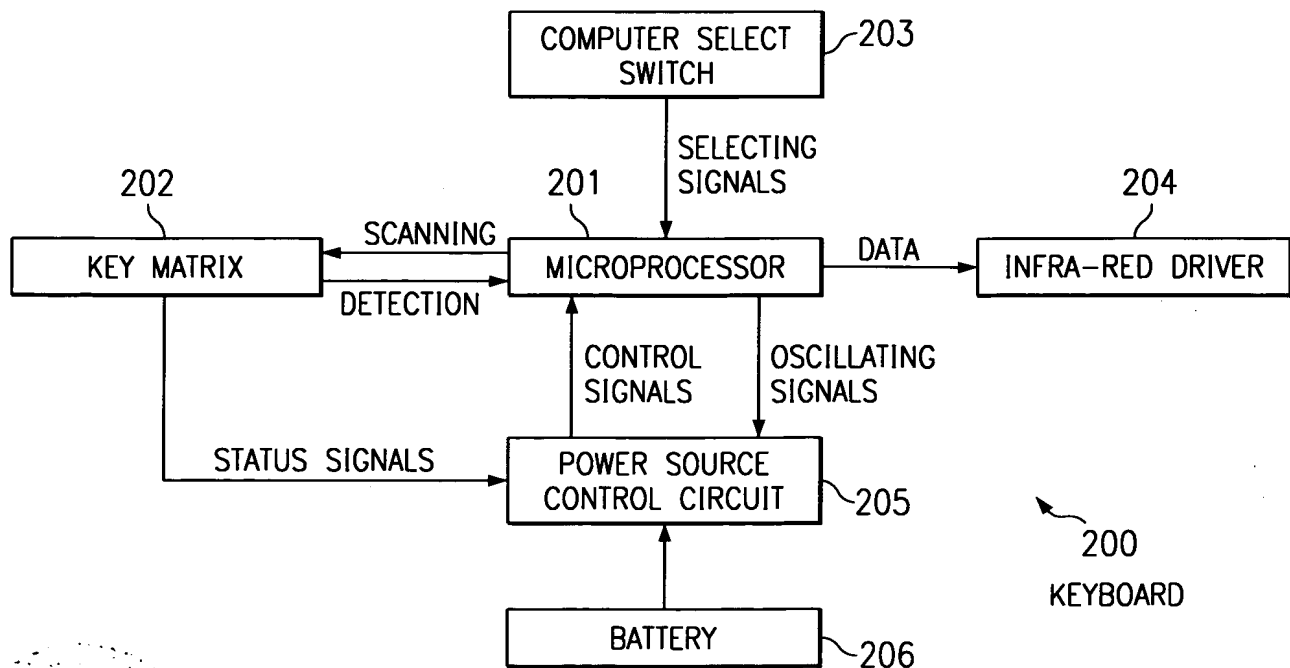 COMPUTER SELECT
SWITCH
203
SELECTING
SIGNALS
202
201
204
SCANNING
KEY MATRIX
MICROPROCESSOR
DATA
INFRA-RED DRIVER
DETECTION
CONTROL
SIGNALS
OSCILLATING
SIGNALS
STATUS SIGNALS
POWER SOURCE
CONTROL CIRCUIT
205
200
KEYBOARD
BATTERY
206